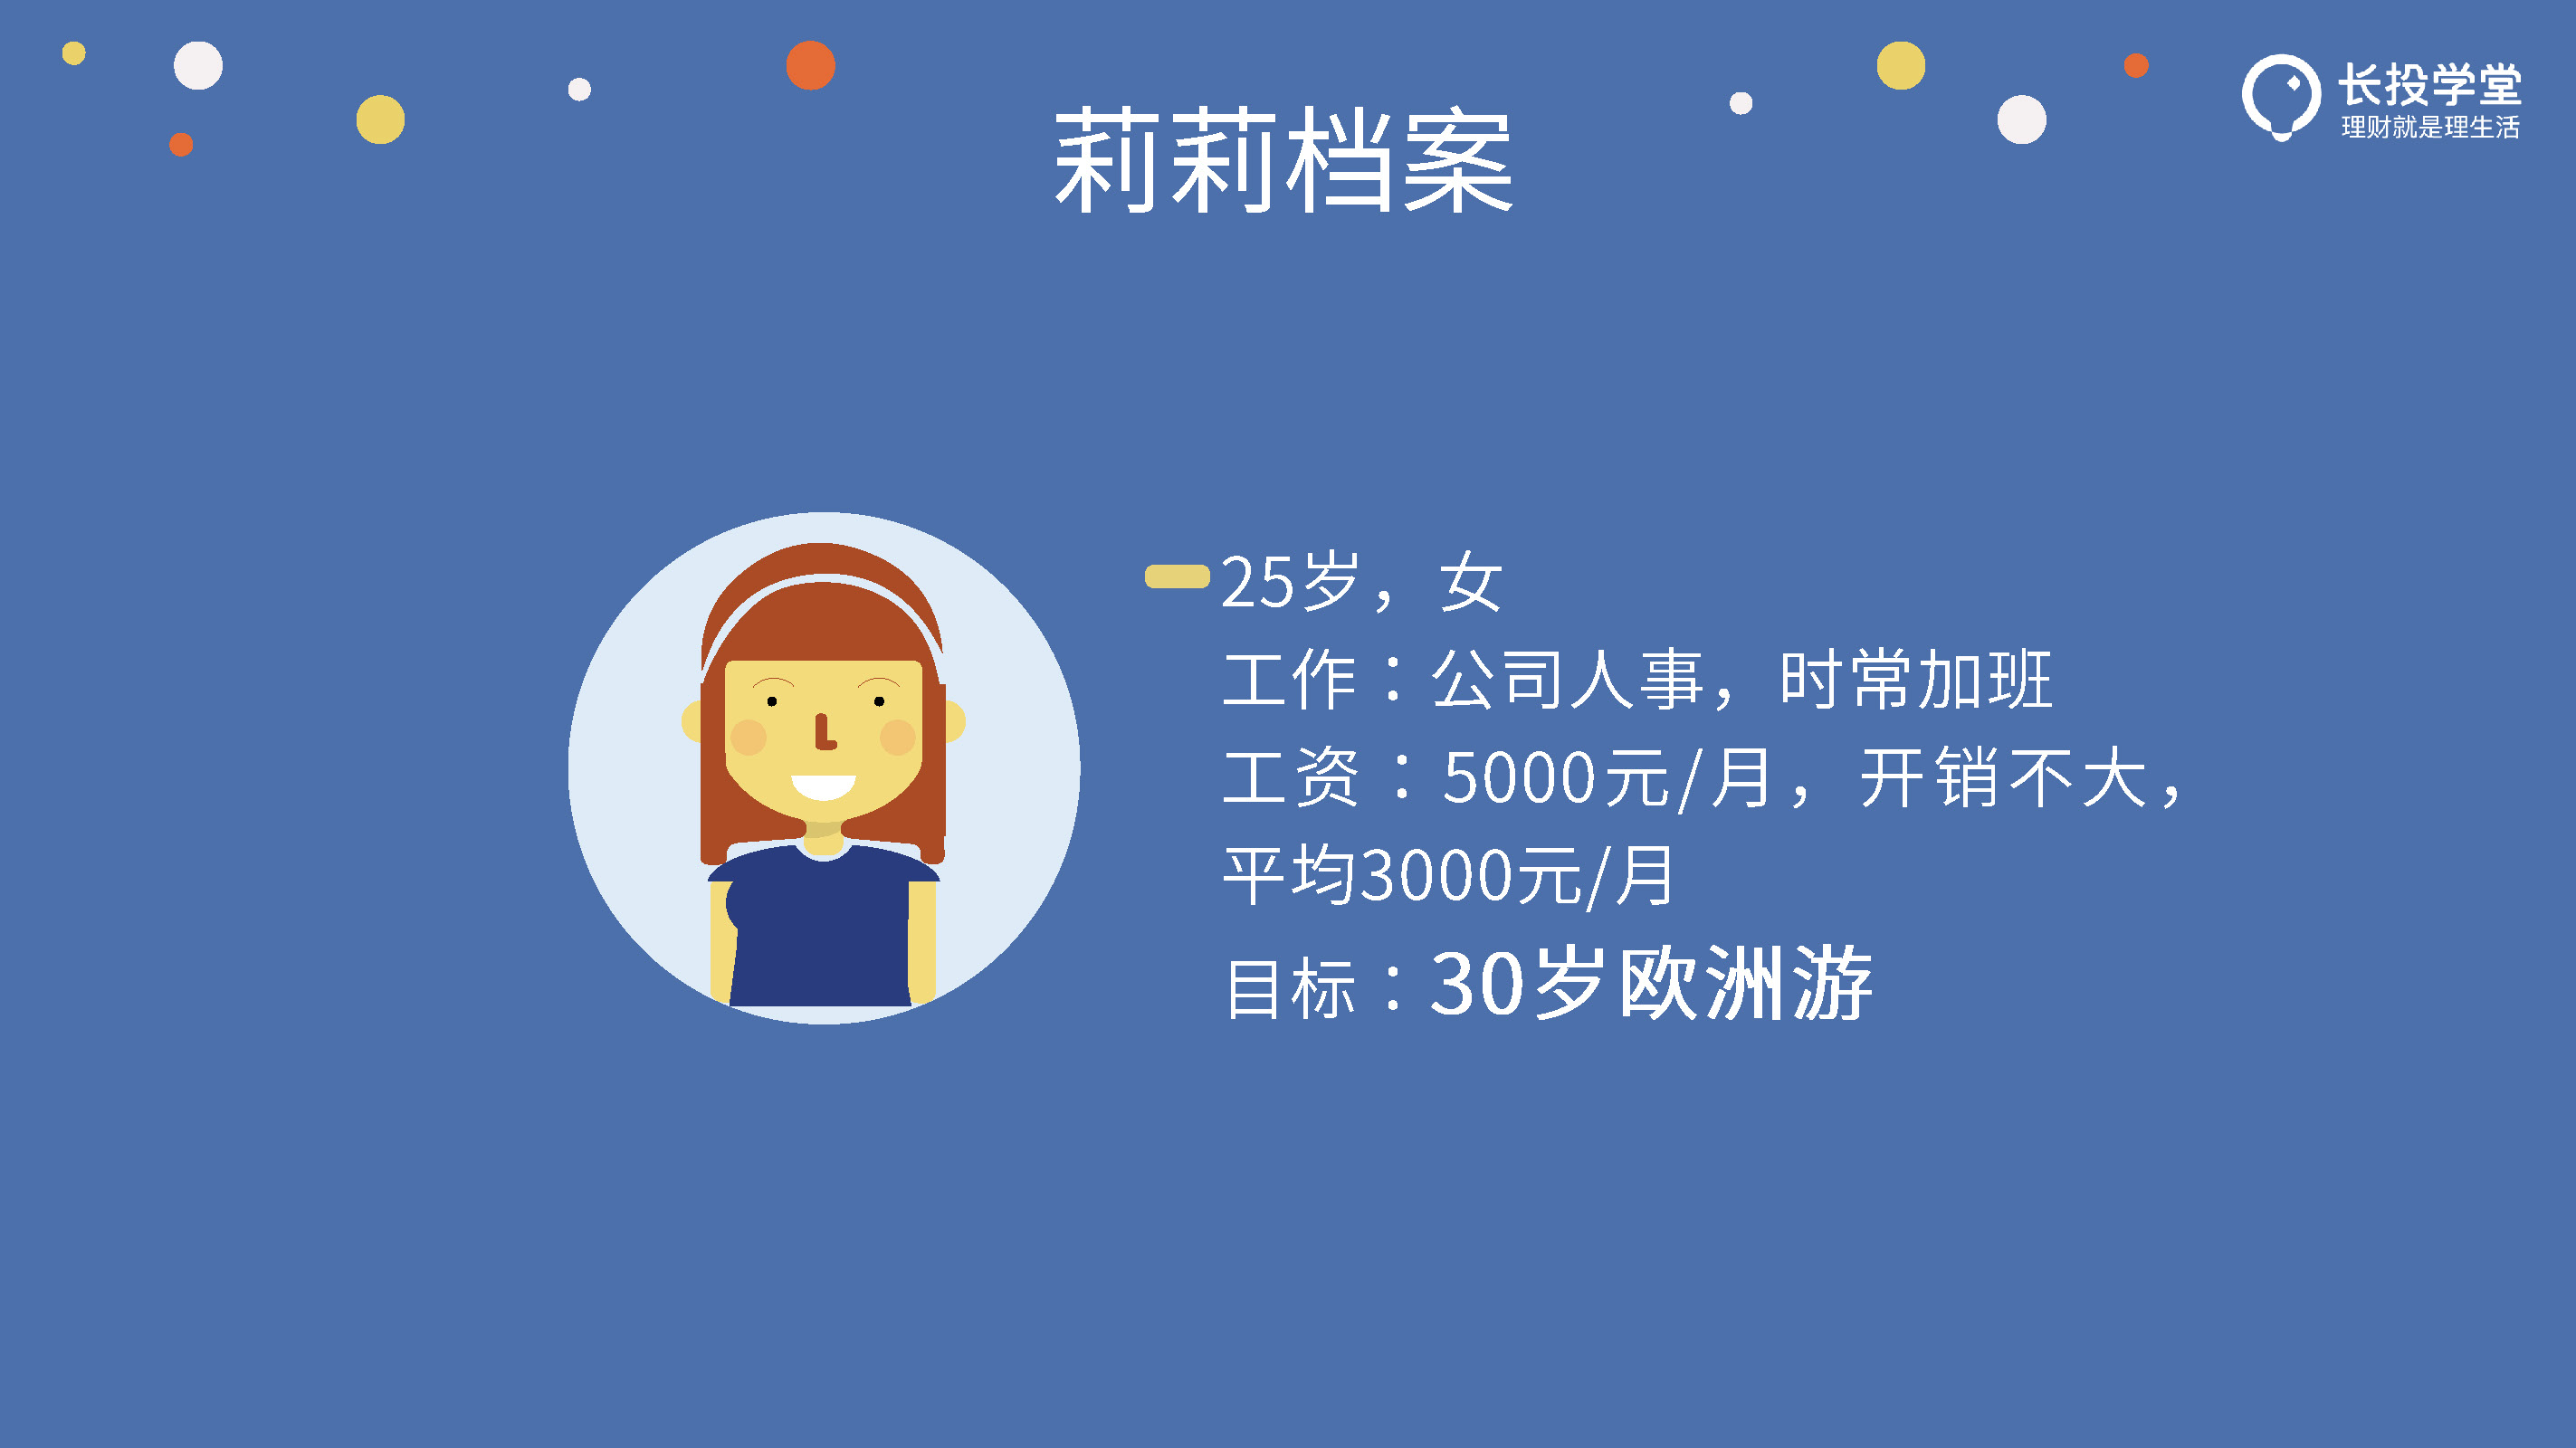 长投学堂
理财就是理生活
莉莉档案
25岁，女
工作：公司人事，时常加班
工资：5000元/月，开销不大，
平均3000元/月
目标：30岁欧洲游